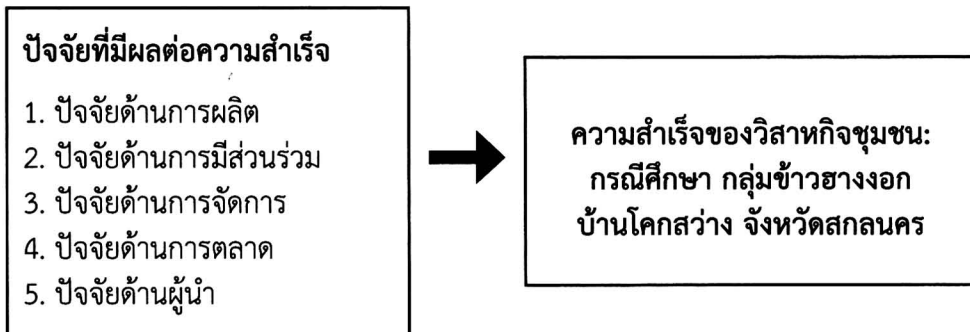 ปัจจัยที่มีผลต่อความสำเร็จ
1. ปัจจัยด้านการผลิต
2. ปัจจัยด้านการมีส่วนร่วม
3. ปัจจัยด้านการจัดการ
4. ปัจจัยด้านการตลาด
5. ปัจจัยด้านผู้นำ
ความสำเร็จของวิสาหกิจชุมชน:
กรณีศึกษา กลุ่มข้าวฮางงอก
บ้านโคกสว่าง จังหวัดสกลนคร